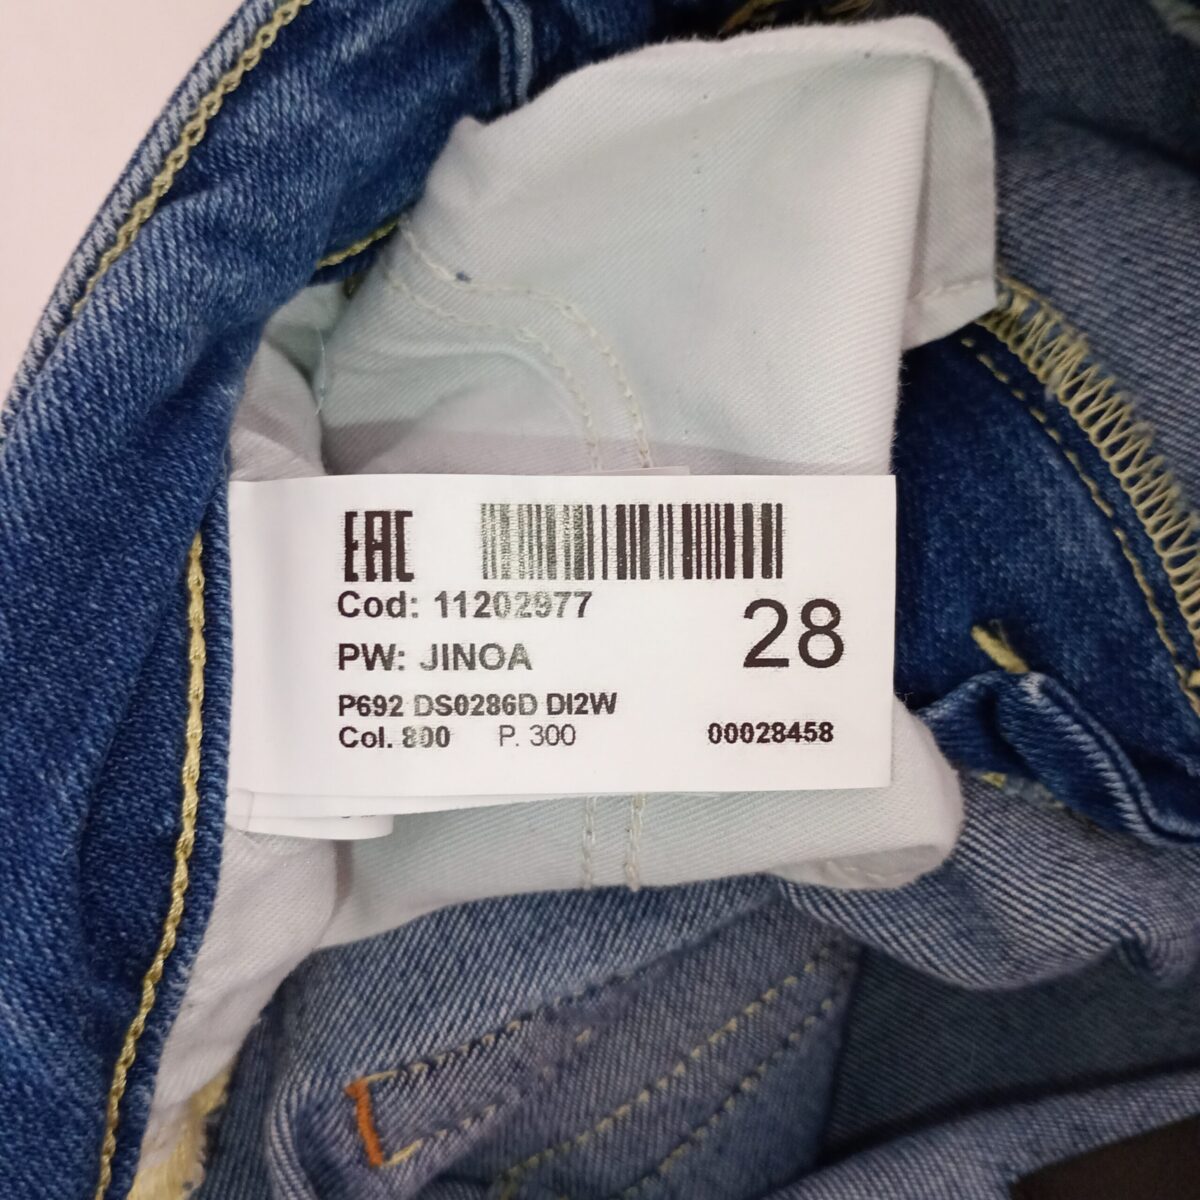 EAC
Cod: 11202977
28
PW: JINOA
P692 DS0286D DI2W
Col. 800 P. 300 00028458